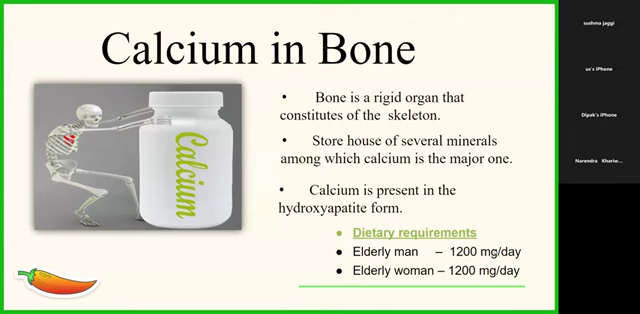 Calcium in Bone
Calcium
• Bone is a rigid organ that
constitutes of the skeleton.
• Store house of several minerals
among which calcium is the major one.
• Calcium is present in the
hydroxyapatite form.
● Dietary requirements
● Elderly man – 1200 mg/day
● Elderly woman – 1200 mg/day
sushma jaggi
us's iPhone
Dipak's iPhone
Narendra Khariw...